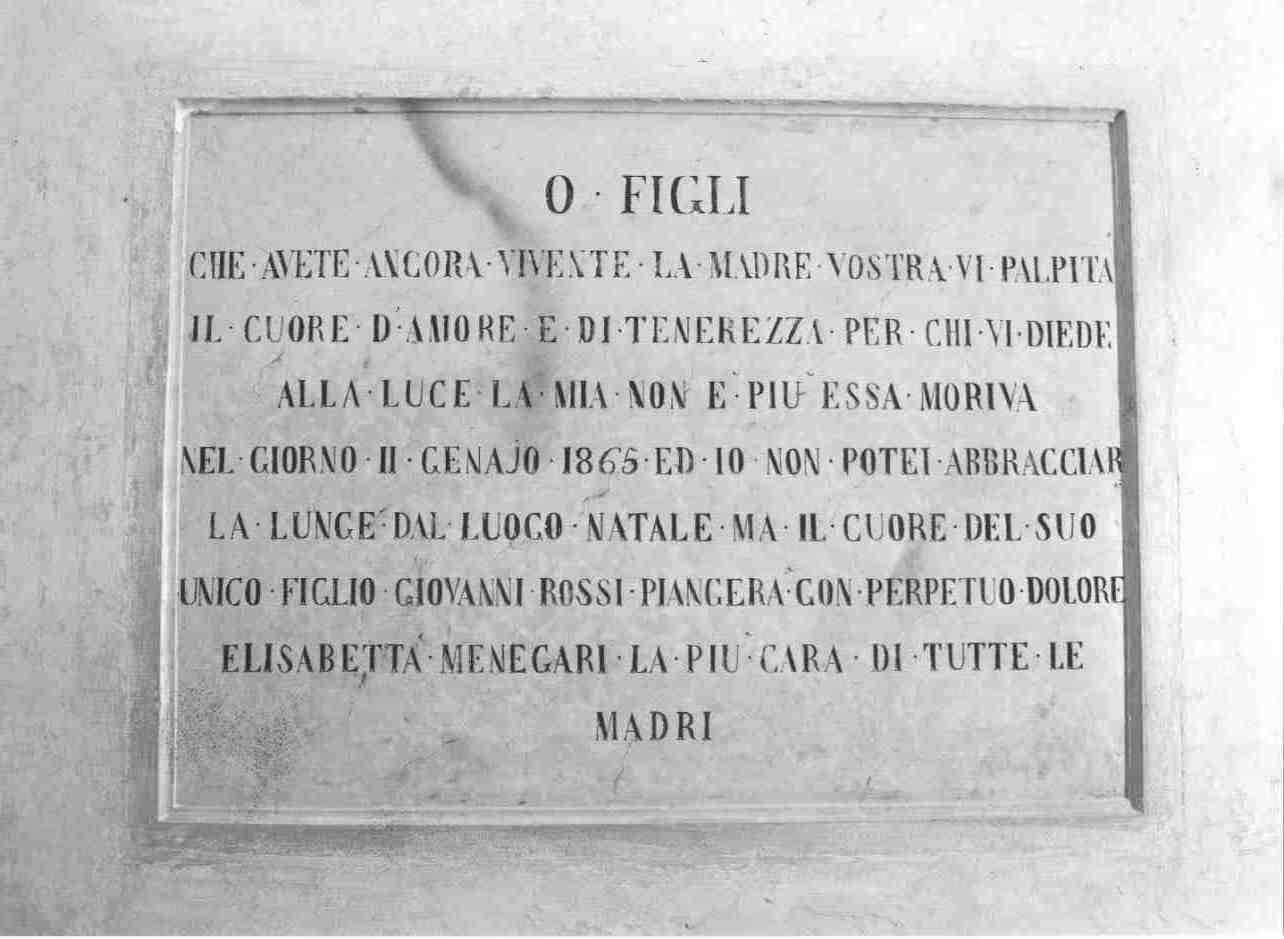 O · FIGLI
CHE · AVETE · ANCORA · VIVENTE · LA · MADRE · VOSTRA · VI · PALPITA
IL · CUORE · D'AMORE · E · DI · TENEREZZA · PER · CHI · VI · DIEDE
ALLA · LUCE · LA · MIA · NON E · PIÙ ESSA · MORIVA
NEL · GIORNO · II · GENAJO · 1865 · ED · IO · NON · POTEI · ABBRACCIAR
LA · LUNGE · DAL · LUOGO · NATALE · MA · IL · CUORE · DEL · SUO
UNICO · FIGLIO · GIOVANNI · ROSSI · PIANGERÀ · CON · PERPETUO · DOLORE
ELISABETTA · MENEGARI · LA · PIÙ · CARA · DI · TUTTE · LE
MADRI